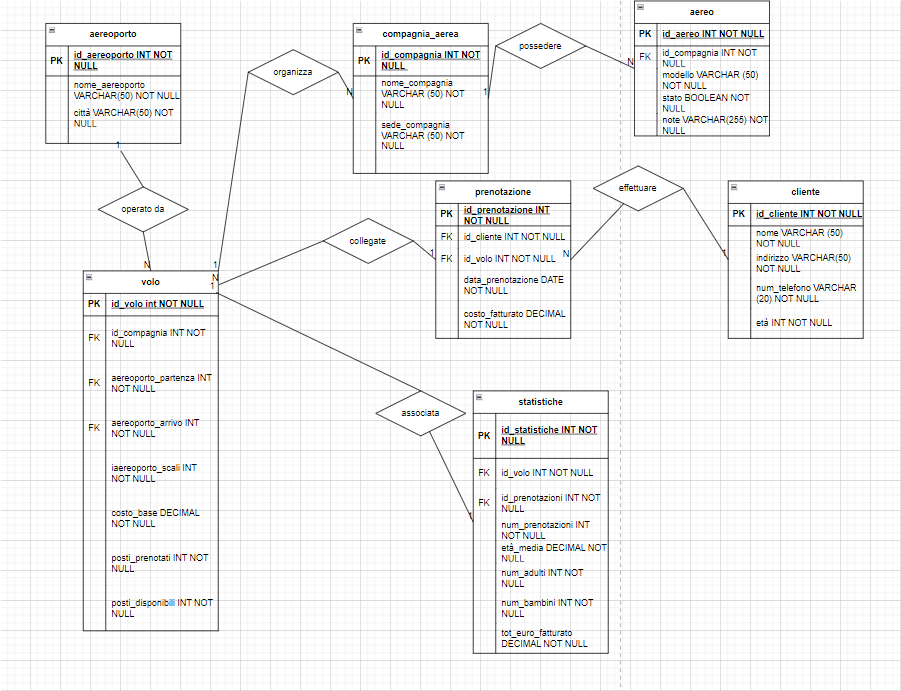 aereoporto
PK
id_aereoporto INT NOT
NULL
nome_aereoporto
VARCHAR(50) NOT NULL
città VARCHAR(50) NOT
NULL
1
operato da
N
organizza
N
1
compagnia_aerea
PK
id_compagnia INT NOT
NULL
nome_compagnia
VARCHAR (50) NOT
NULL
sede_compagnia
VARCHAR (50) NOT
NULL
1
possedere
N
aereo
PK
id_aereo INT NOT NULL
FK
id_compagnia INT NOT
NULL
modello VARCHAR (50)
NOT NULL
stato BOOLEAN NOT
NULL
note VARCHAR(255) NOT
NULL
prenotazione
PK
id_prenotazione INT
NOT NULL
FK
id_cliente INT NOT NULL
FK
id_volo INT NOT NULL
data_prenotazione DATE
NOT NULL
costo_fatturato DECIMAL
NOT NULL
N
effettuare
1
cliente
PK
id_cliente INT NOT NULL
nome VARCHAR (50)
NOT NULL
indirizzo VARCHAR(50)
NOT NULL
num_telefono VARCHAR
(20) NOT NULL
età INT NOT NULL
collegate
1
N
1
volo
PK
id_volo int NOT NULL
FK
id_compagnia INT NOT
NULL
FK
aereoporto_partenza INT
NOT NULL
FK
aereoporto_arrivo INT
NOT NULL
iaereoporto_scali INT
NOT NULL
costo_base DECIMAL
NOT NULL
posti_prenotati INT NOT
NULL
posti_disponibili INT NOT
NULL
associata
1
statistiche
PK
id_statistiche INT NOT
NULL
FK
id_volo INT NOT NULL
FK
id_prenotazioni INT NOT
NULL
num_prenotazioni INT
NOT NULL
età_media DECIMAL NOT
NULL
num_adulti INT NOT
NULL
num_bambini INT NOT
NULL
tot_euro_fatturato
DECIMAL NOT NULL